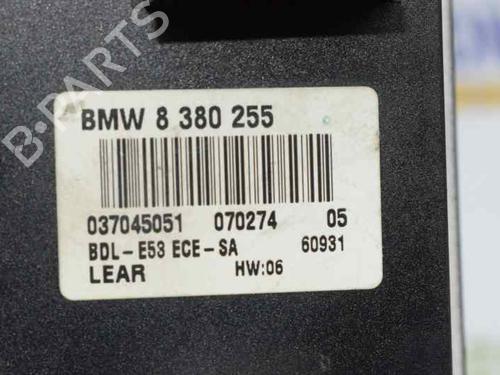 BMW 8 380 255
037045051 070274 05
BDL-E53 ECE-SA 60931
LEAR HW:06
B-PARTS